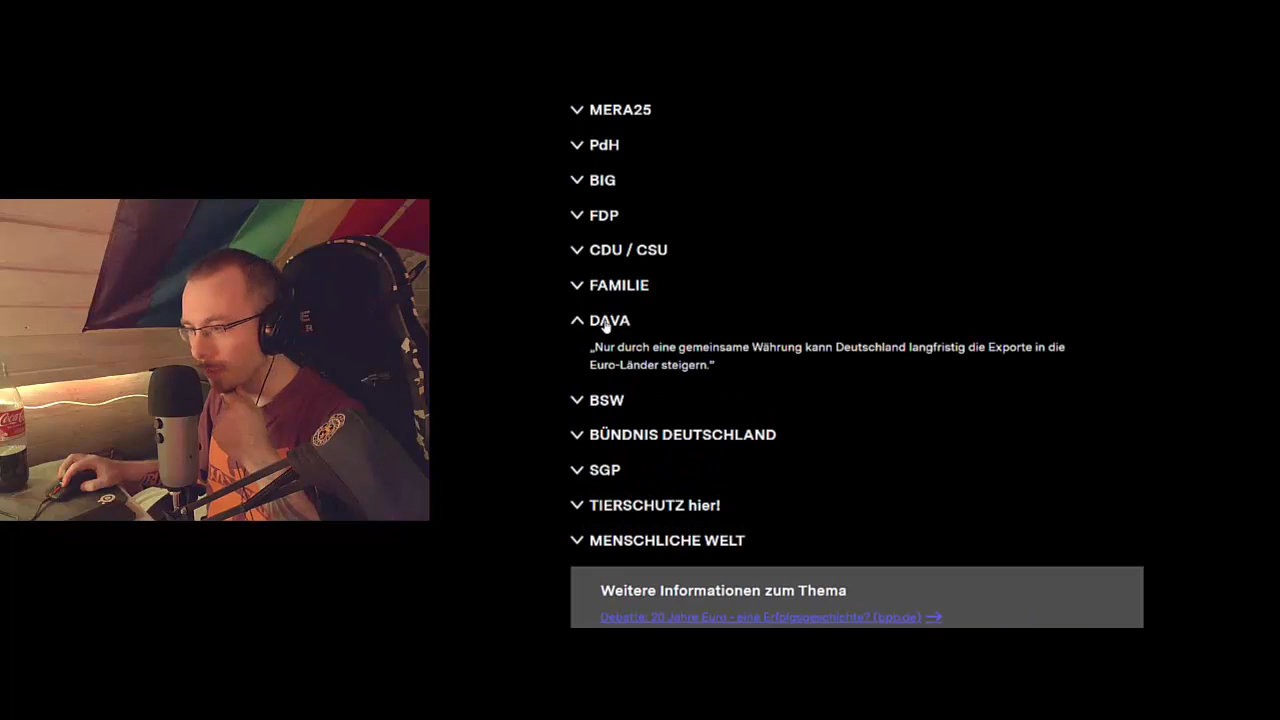 MERA25
PdH
BIG
FDP
CDU / CSU
FAMILIE
DAVA
„Nur durch eine gemeinsame Währung kann Deutschland langfristig die Exporte in die
Euro-Länder steigern.“
BSW
BÜNDNIS DEUTSCHLAND
SGP
TIERSCHUTZ hier!
MENSCHLICHE WELT
Weitere Informationen zum Thema
Debatte: 20 Jahre Euro - eine Erfolgsgeschichte? (bpb.de) →
Coca